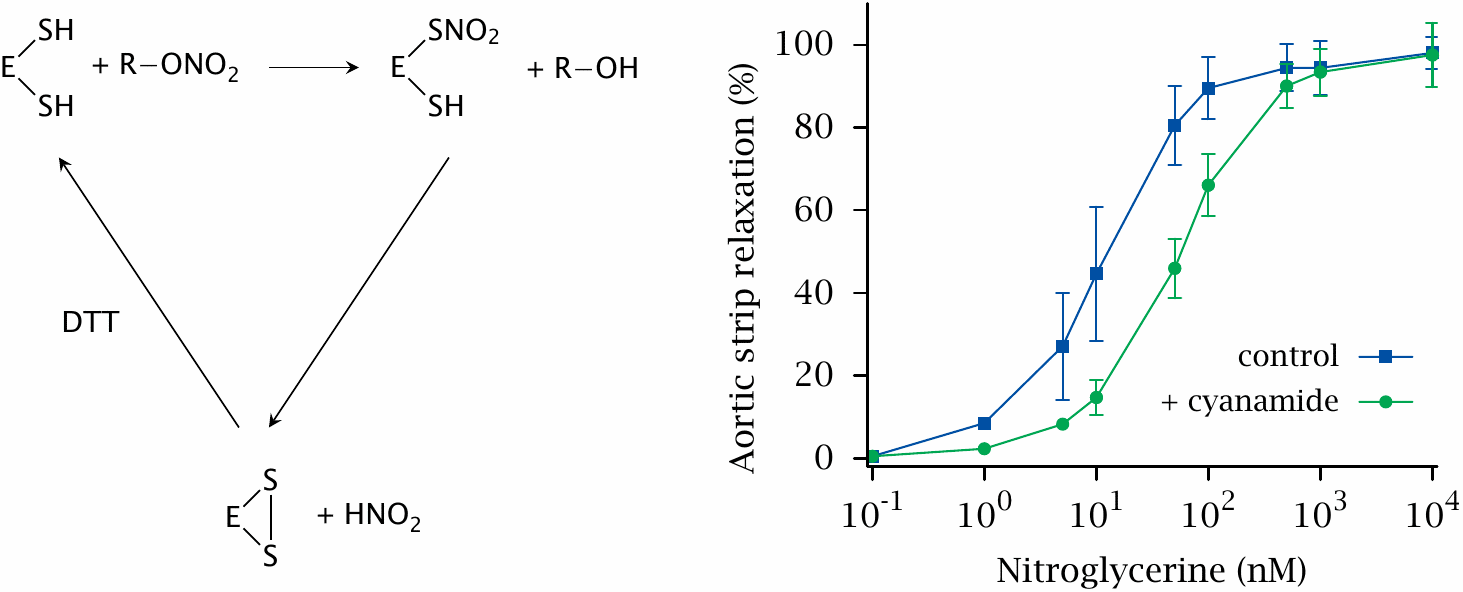 SH
E
SH
+ R–ONO₂
SNO₂
E
SH
+ R–OH
DTT
S
E
S
+ HNO₂
Aortic strip relaxation (%)
100
80
60
40
20
0
control
+ cyanamide
10⁻¹ 10⁰ 10¹ 10² 10³ 10⁴
Nitroglycerine (nM)